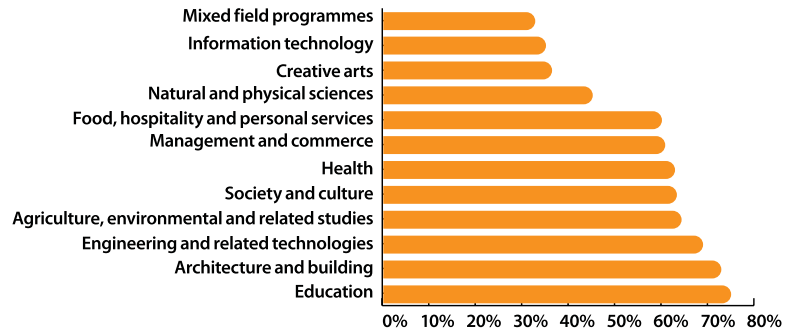 Mixed field programmes
Information technology
Creative arts
Natural and physical sciences
Food, hospitality and personal services
Management and commerce
Health
Society and culture
Agriculture, environmental and related studies
Engineering and related technologies
Architecture and building
Education
0% 10% 20% 30% 40% 50% 60% 70% 80%